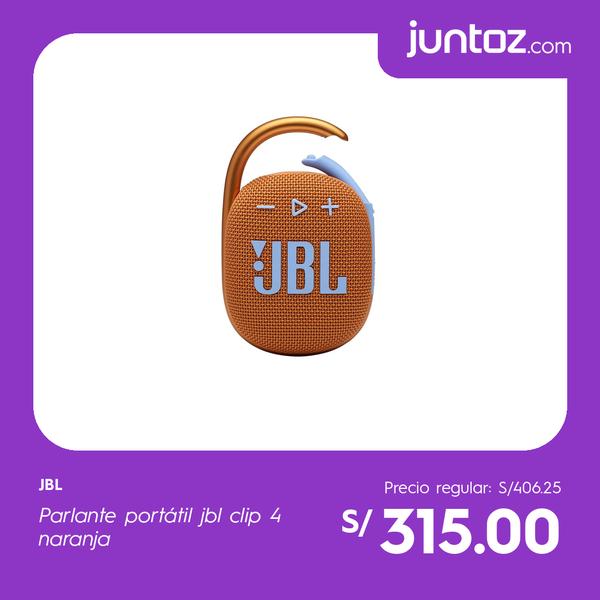 juntoz.com
JBL
JBL
Parlante portátil jbl clip 4
naranja
Precio regular: S/406.25
S/ 315.00